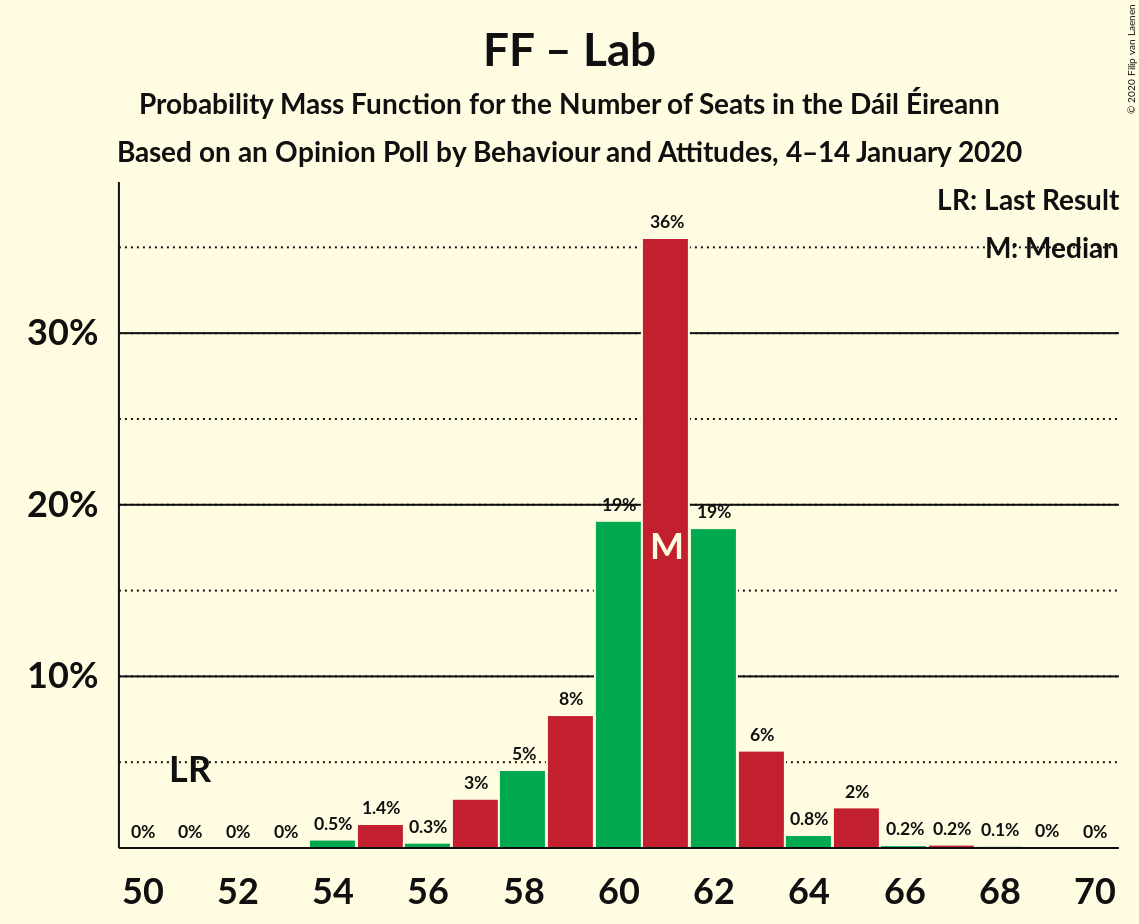 FF – Lab
Probability Mass Function for the Number of Seats in the Dáil Éireann
Based on an Opinion Poll by Behaviour and Attitudes, 4–14 January 2020
© 2020 Filip van Laenen
LR: Last Result
M: Median
36%
30%
20%
19%
19%
M
10%
8%
6%
5%
LR
3%
2%
1.4%
0% 0% 0% 0% 0.5% 0.3% 0.8% 0.2% 0.2% 0.1% 0% 0%
50 52 54 56 58 60 62 64 66 68 70